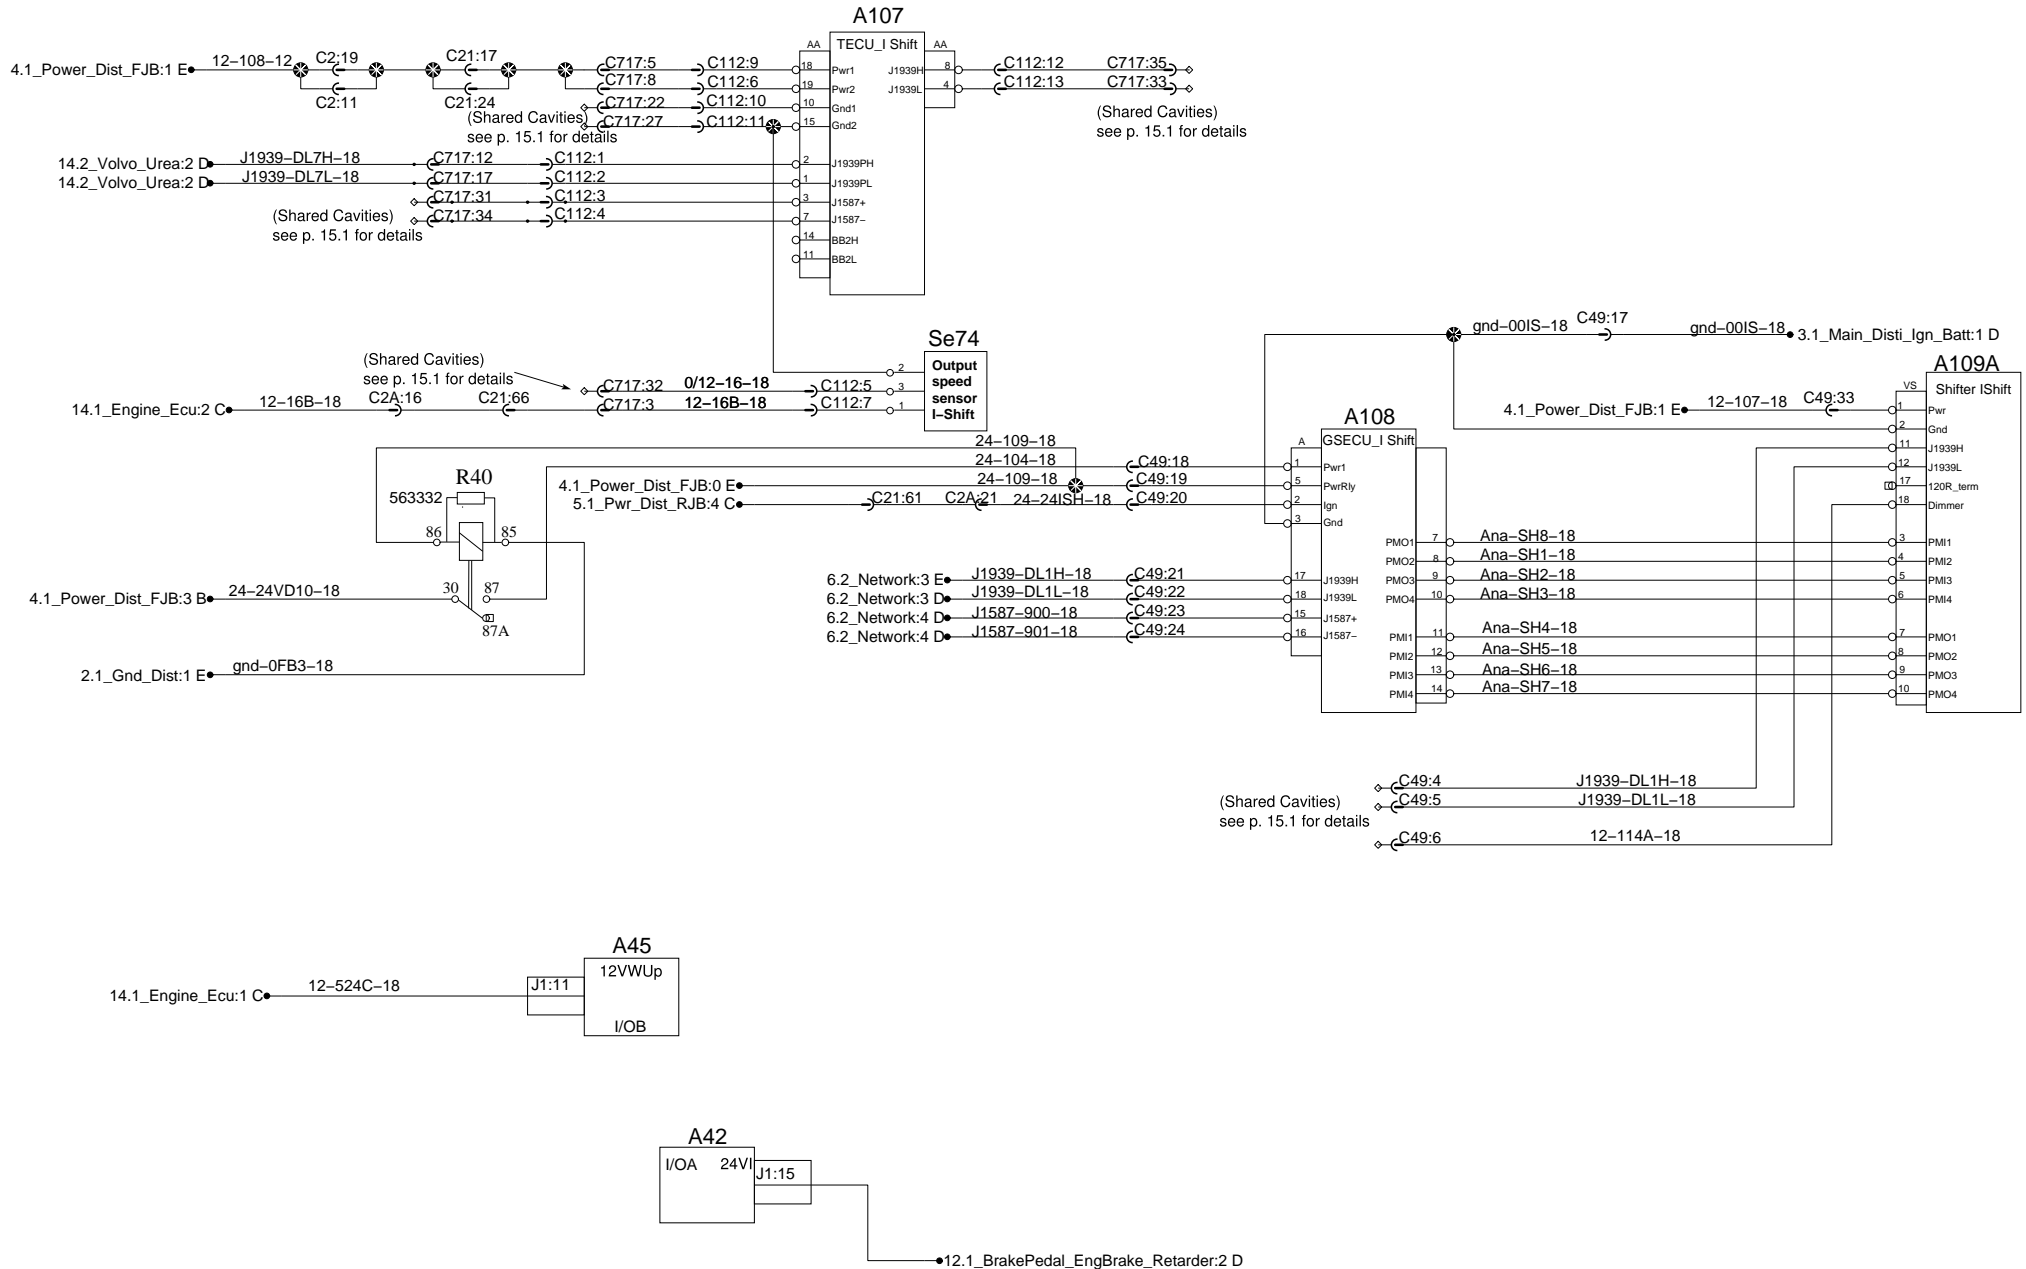 A107
TECU_I Shift
AA
AA
4.1_Power_Dist_FJB:1 E
12–108–12
C2:19
C2:11
C21:17
C21:24
C717:5
C112:9
18
Pwr1
C717:8
C112:6
19
Pwr2
C717:22
C112:10
10
Gnd1
C717:27
C112:11
15
Gnd2
(Shared Cavities)
see p. 15.1 for details
J1939H
8
C112:12
C717:35
J1939L
4
C112:13
C717:33
(Shared Cavities)
see p. 15.1 for details
14.2_Volvo_Urea:2 D
J1939–DL7H–18
C717:12
C112:1
2
J1939PH
14.2_Volvo_Urea:2 D
J1939–DL7L–18
C717:17
C112:2
1
J1939PL
C717:31
C112:3
3
J1587+
C717:34
C112:4
7
J1587–
(Shared Cavities)
see p. 15.1 for details
14
BB2H
11
BB2L
Se74
Output
speed
sensor
I–Shift
2
3
1
(Shared Cavities)
see p. 15.1 for details
C717:32
0/12–16–18
C112:5
14.1_Engine_Ecu:2 C
12–16B–18
C2A:16
C21:66
C717:3
12–16B–18
C112:7
gnd–00IS–18
C49:17
gnd–00IS–18
3.1_Main_Disti_Ign_Batt:1 D
A109A
VS
Shifter IShift
4.1_Power_Dist_FJB:1 E
12–107–18
C49:33
1
Pwr
2
Gnd
11
J1939H
12
J1939L
17
120R_term
18
Dimmer
3
PMI1
4
PMI2
5
PMI3
6
PMI4
7
PMO1
8
PMO2
9
PMO3
10
PMO4
A108
A
GSECU_I Shift
24–109–18
24–104–18
C49:18
1
Pwr1
4.1_Power_Dist_FJB:0 E
24–109–18
C49:19
5
PwrRly
5.1_Pwr_Dist_RJB:4 C
C21:61
C2A:21
24–24ISH–18
C49:20
2
Ign
3
Gnd
R40
563332
86
85
30
87
87A
4.1_Power_Dist_FJB:3 B
24–24VD10–18
2.1_Gnd_Dist:1 E
gnd–0FB3–18
6.2_Network:3 E
J1939–DL1H–18
C49:21
17
J1939H
6.2_Network:3 D
J1939–DL1L–18
C49:22
18
J1939L
6.2_Network:4 D
J1587–900–18
C49:23
15
J1587+
6.2_Network:4 D
J1587–901–18
C49:24
16
J1587–
PMO1
7
Ana–SH8–18
PMO2
8
Ana–SH1–18
PMO3
9
Ana–SH2–18
PMO4
10
Ana–SH3–18
PMI1
11
Ana–SH4–18
PMI2
12
Ana–SH5–18
PMI3
13
Ana–SH6–18
PMI4
14
Ana–SH7–18
C49:4
J1939–DL1H–18
C49:5
J1939–DL1L–18
(Shared Cavities)
see p. 15.1 for details
C49:6
12–114A–18
A45
12VWUp
J1:11
I/OB
14.1_Engine_Ecu:1 C
12–524C–18
A42
I/OA
24VI
J1:15
12.1_BrakePedal_EngBrake_Retarder:2 D